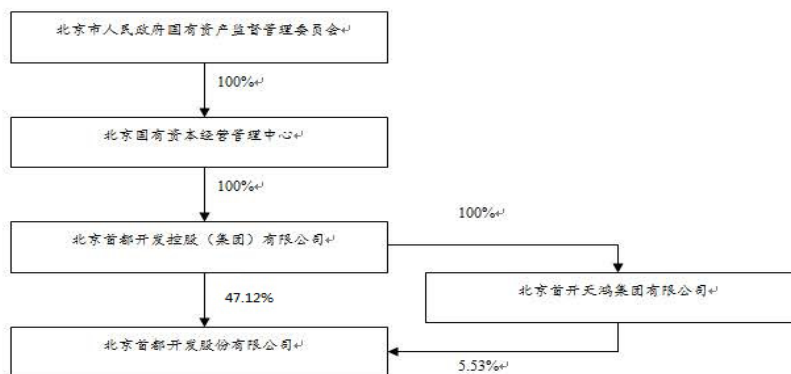 北京市人民政府国有资产监督管理委员会↵
100%↵
北京国有资本经营管理中心↵
100%↵
北京首都开发控股（集团）有限公司↵
100%↵
47.12%
北京首开天鸿集团有限公司↵
北京首都开发股份有限公司↵
5.53%↵